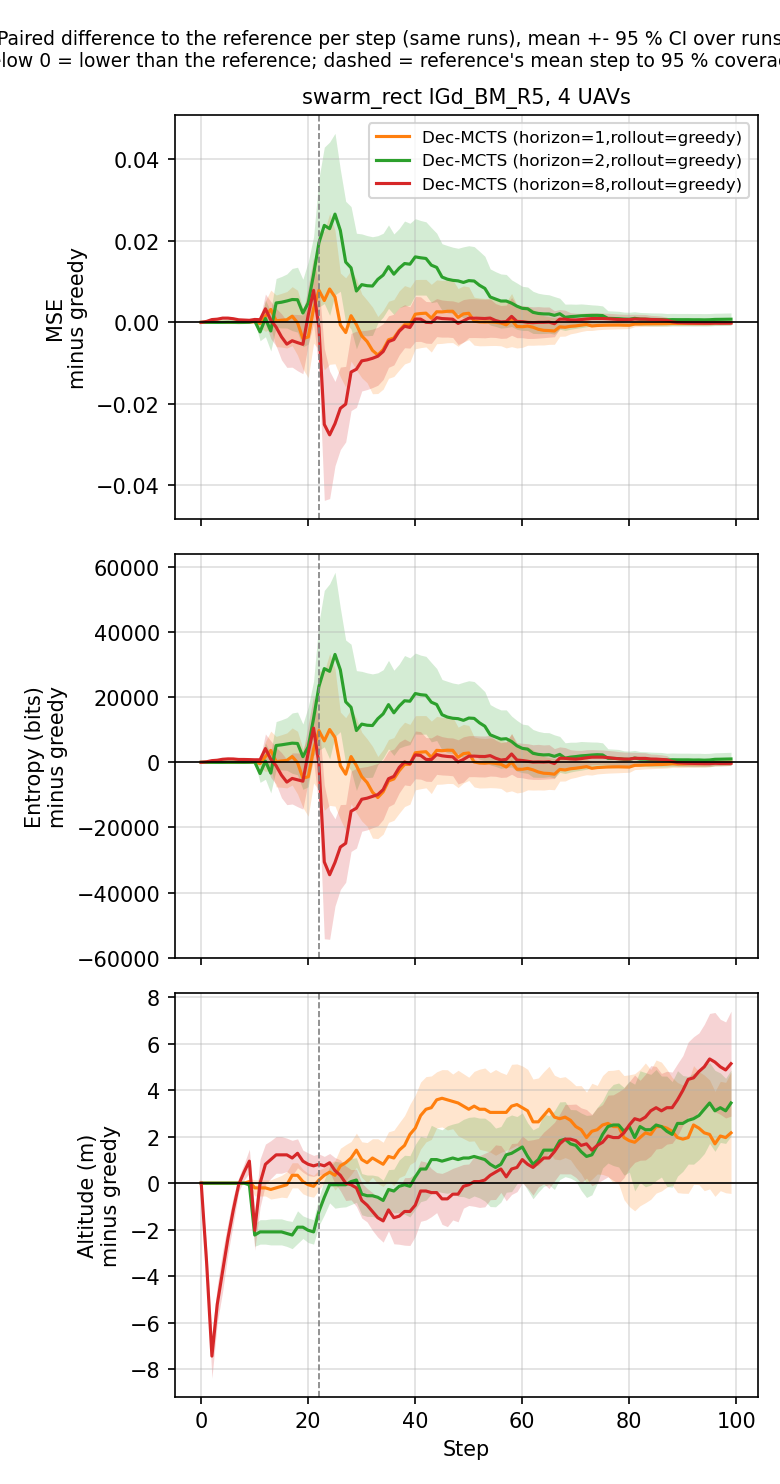 Paired difference to the reference per step (same runs), mean +- 95 % CI over runs
low 0 = lower than the reference; dashed = reference's mean step to 95 %
swarm_rect IGd_BM_R5, 4 UAVs
Dec-MCTS (horizon=1,rollout=greedy)
Dec-MCTS (horizon=2,rollout=greedy)
Dec-MCTS (horizon=8,rollout=greedy)
MSE
minus greedy
0.04
0.02
0.00
−0.02
−0.04
Entropy (bits)
minus greedy
60000
40000
20000
0
−20000
−40000
−60000
Altitude (m)
minus greedy
8
6
4
2
0
−2
−4
−6
−8
0 20 40 60 80 100
Step